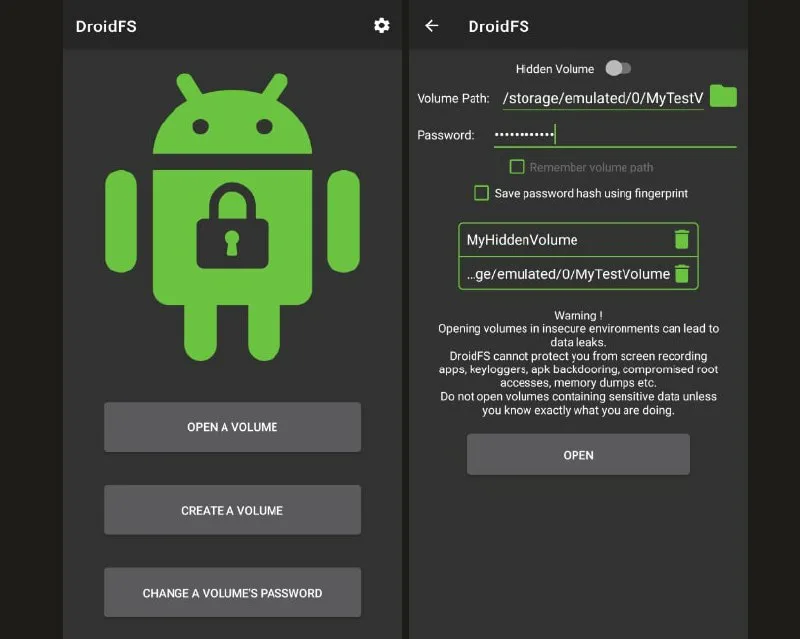 DroidFS
OPEN A VOLUME
CREATE A VOLUME
CHANGE A VOLUME'S PASSWORD
DroidFS
Hidden Volume
Volume Path: /storage/emulated/0/MyTestV
Password: ••••••••••••
Remember volume path
Save password hash using fingerprint
MyHiddenVolume
...ge/emulated/0/MyTestVolume
Warning !
Opening volumes in insecure environments can lead to
data leaks.
DroidFS cannot protect you from screen recording
apps, keyloggers, apk backdooring, compromised root
accesses, memory dumps etc.
Do not open volumes containing sensitive data unless
you know exactly what you are doing.
OPEN